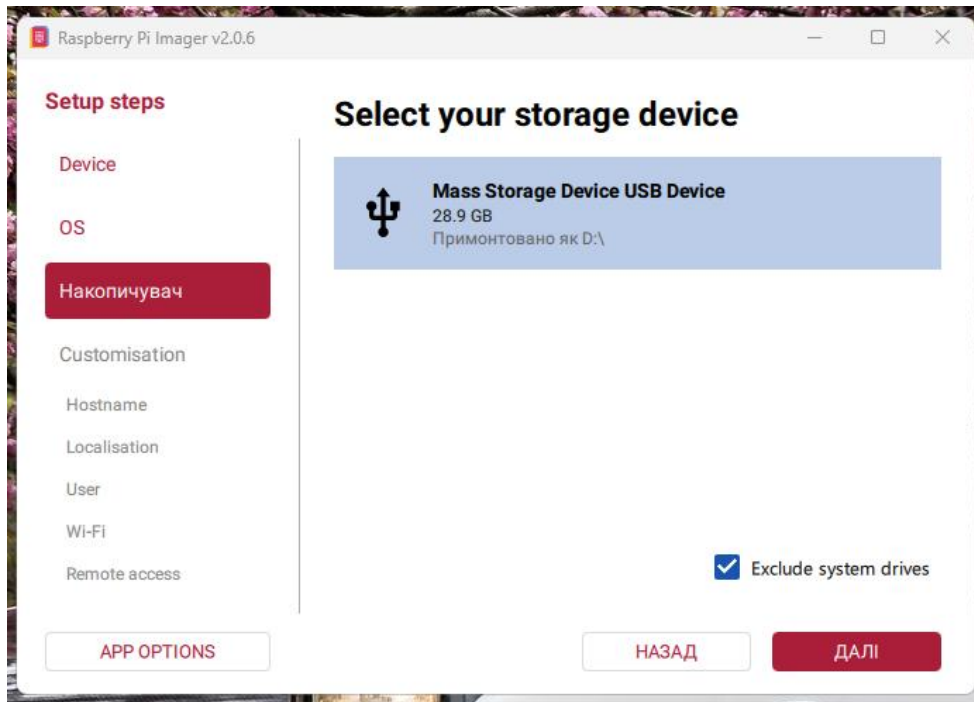 Raspberry Pi Imager v2.0.6
Setup steps
Device
OS
Накопичувач
Customisation
Hostname
Localisation
User
Wi-Fi
Remote access
APP OPTIONS
Select your storage device
Mass Storage Device USB Device
28.9 GB
Примонтовано як D:\
Exclude system drives
НАЗАД
ДАЛІ